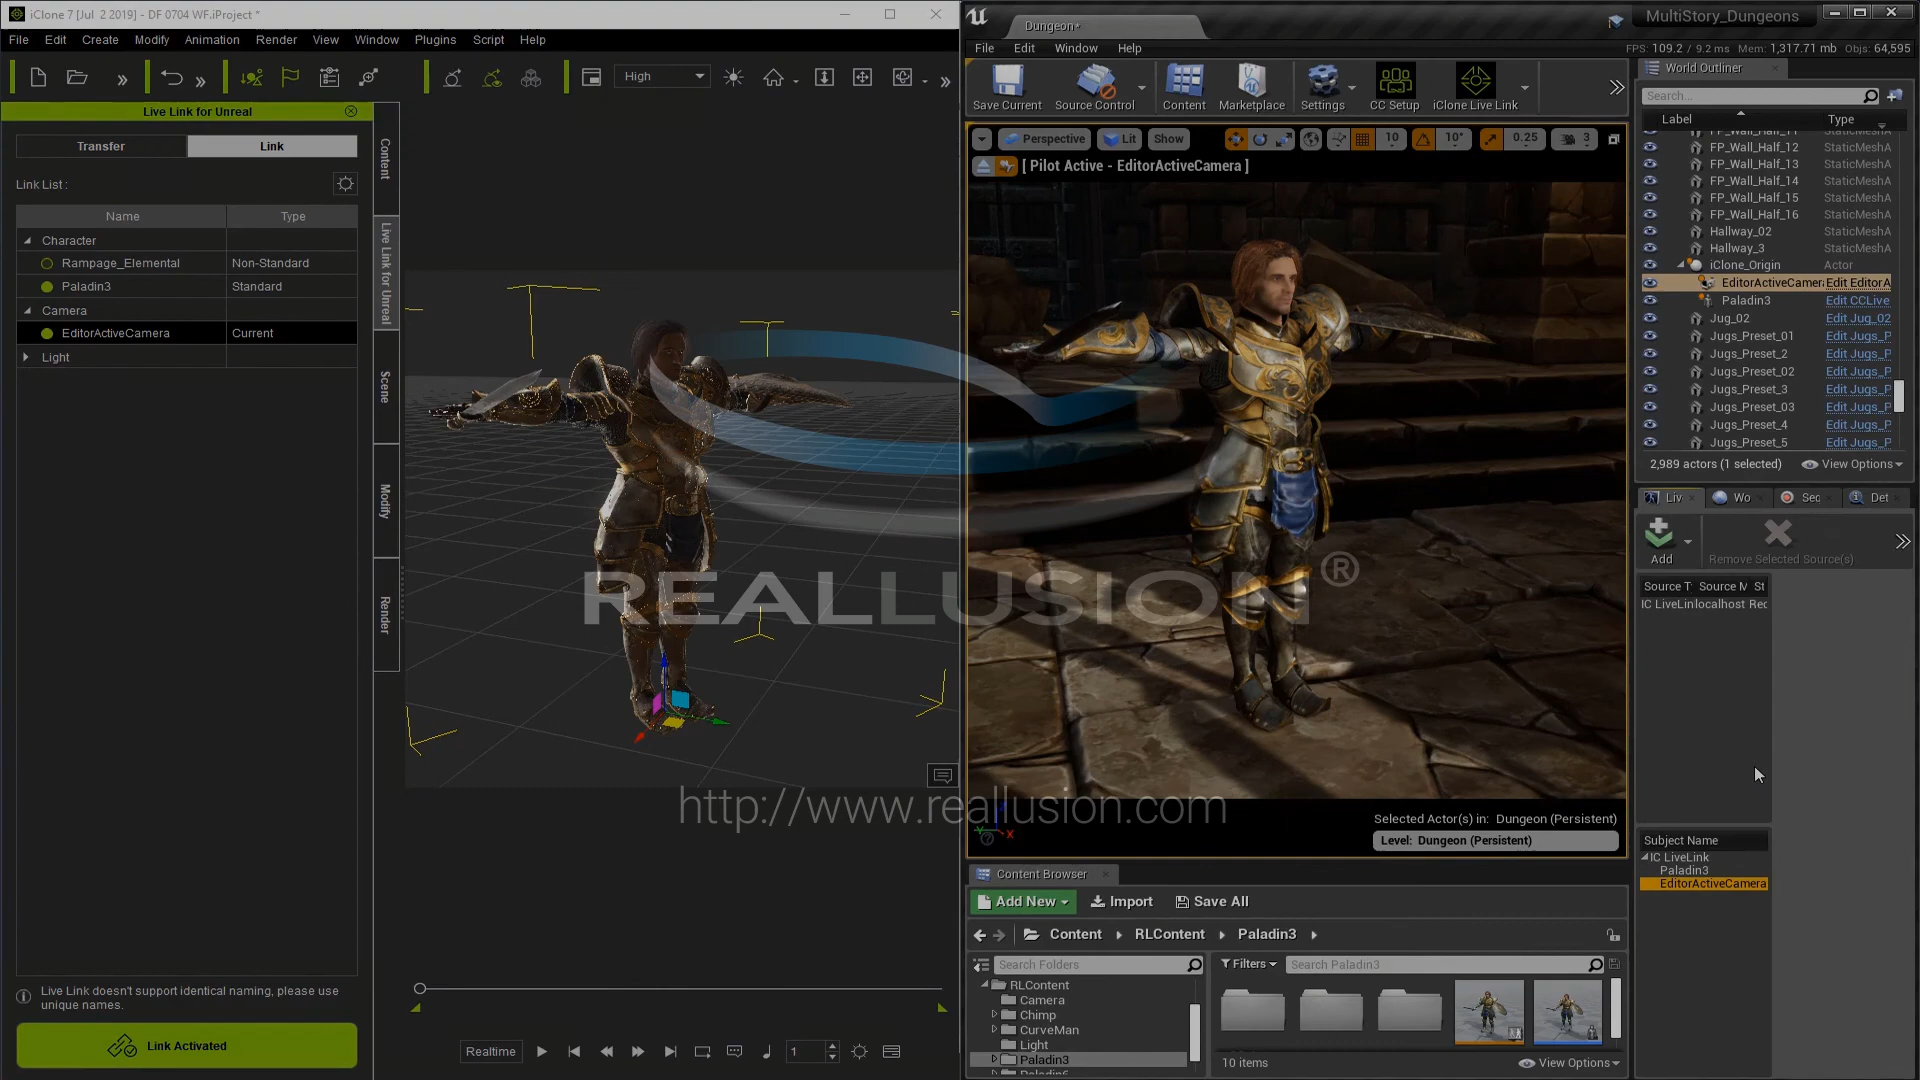 iClone 7 [Jul 2 2019] - DF 0704 WF.iProject *
File Edit Create Modify Animation Render View Window Plugins Script Help
High
Live Link for Unreal
Transfer Link
Link List :
Name Type
Character
Rampage_Elemental Non-Standard
Paladin3 Standard
Camera
EditorActiveCamera Current
Light
Live Link doesn't support identical naming, please use
unique names.
Link Activated
Content
Live Link for Unreal
Scene
Modify
Render
Realtime
1
REALLUSION®
http://www.reallusion.com
Dungeon*
MultiStory_Dungeons
File Edit Window Help
FPS: 109.2 / 9.2 ms Mem: 1,317.71 mb Objs: 64,595
Save Current Source Control Content Marketplace Settings CC Setup iClone Live Link
Perspective Lit Show 10 10° 0.25 3
[ Pilot Active - EditorActiveCamera ]
Selected Actor(s) in: Dungeon (Persistent)
Level: Dungeon (Persistent)
World Outliner
Search...
Label Type
FP_Wall_Half_11 StaticMeshA
FP_Wall_Half_12 StaticMeshA
FP_Wall_Half_13 StaticMeshA
FP_Wall_Half_14 StaticMeshA
FP_Wall_Half_15 StaticMeshA
FP_Wall_Half_16 StaticMeshA
Hallway_02 StaticMeshA
Hallway_3 StaticMeshA
iClone_Origin Actor
EditorActiveCamera Edit EditorA
Paladin3 Edit CCLive
Jug_02 Edit Jug_02
Jugs_Preset_01 Edit Jugs_P
Jugs_Preset_2 Edit Jugs_P
Jugs_Preset_02 Edit Jugs_P
Jugs_Preset_3 Edit Jugs_P
Jugs_Preset_03 Edit Jugs_P
Jugs_Preset_4 Edit Jugs_P
Jugs_Preset_5 Edit Jugs_P
2,989 actors (1 selected) View Options
Liv Wo Sec Det
Add Remove Selected Source(s)
Source T Source M St
IC LiveLin localhost Rec
Subject Name
IC LiveLink
Paladin3
EditorActiveCamera
Content Browser
Add New Import Save All
Content RLContent Paladin3
Search Folders
Filters Search Paladin3
RLContent
Camera
Chimp
CurveMan
Light
Paladin3
10 items View Options